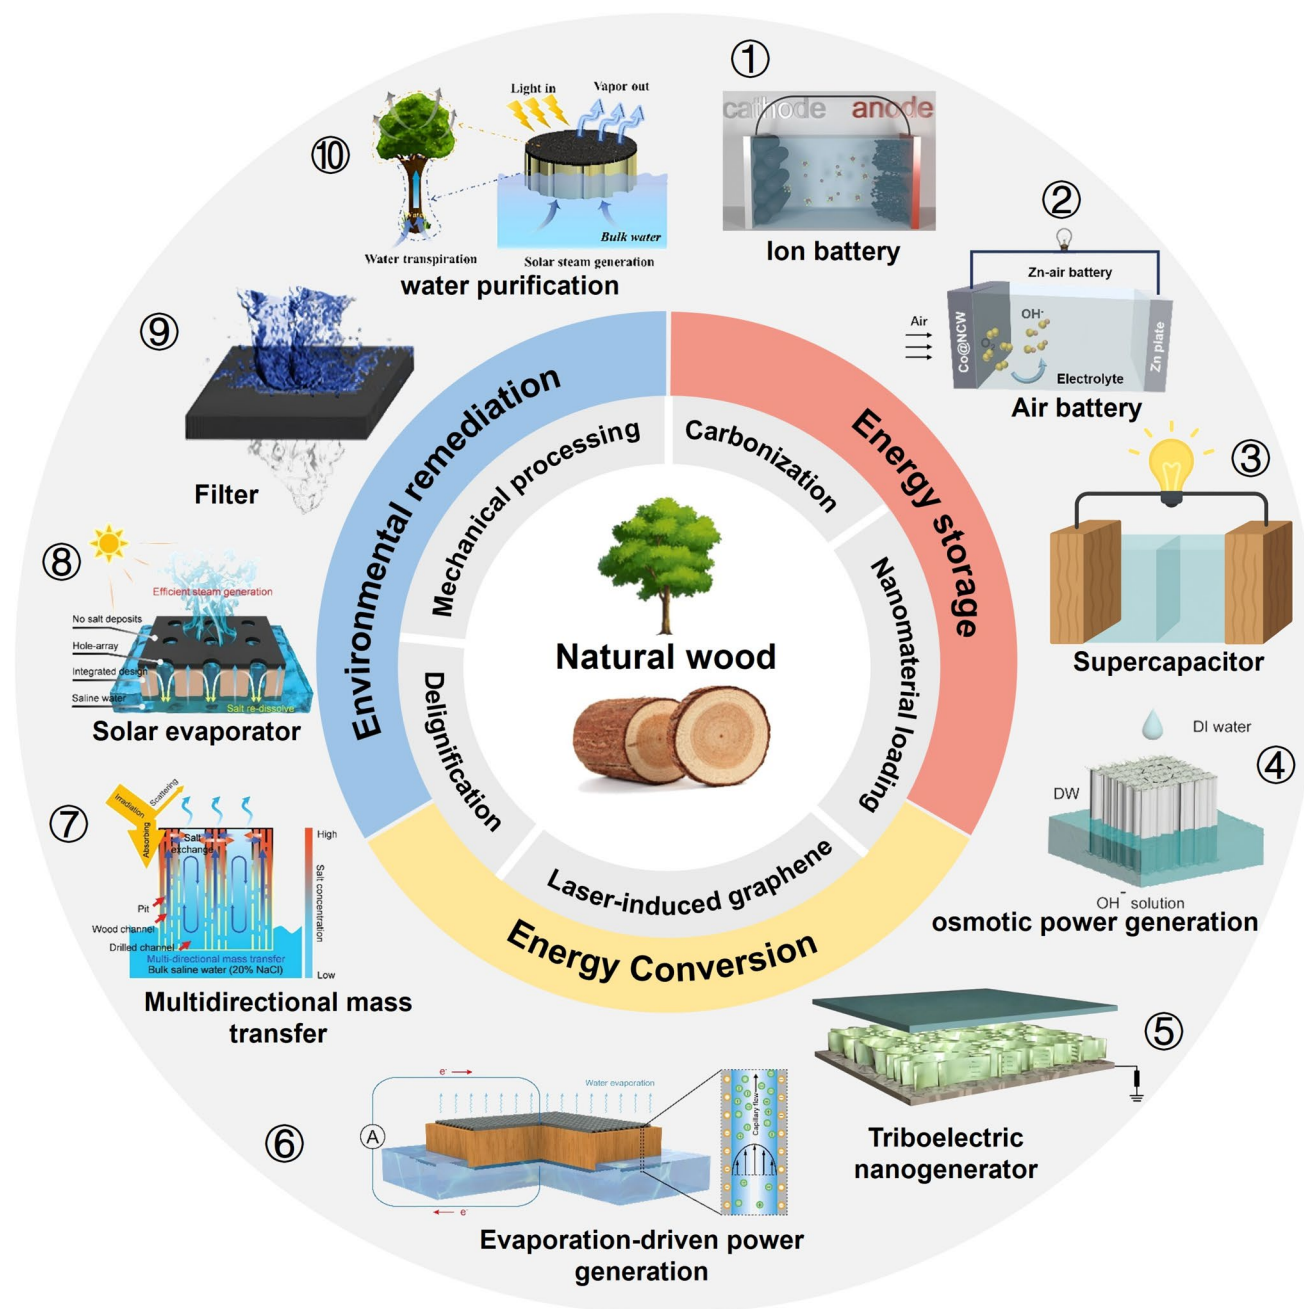 ①
cathode anode
Ion battery
②
Zn-air battery
Air
Co@NCW
OH-
Electrolyte
Zn plate
Air battery
③
Supercapacitor
④
DI water
DW
OH- solution
osmotic power generation
⑤
Triboelectric
nanogenerator
⑥
e-
Water evaporation
A
Capillary flow
e-
Evaporation-driven power
generation
⑦
Irradiation
Scattering
Absorbing
Salt
exchange
High
Salt concentration
Low
Pit
Wood channel
Drilled channel
Multi-directional mass transfer
Bulk saline water (20% NaCl)
Multidirectional mass
transfer
⑧
Efficient steam generation
No salt deposits
Hole-array
Integrated design
Saline water
Salt re-dissolve
Solar evaporator
⑨
Filter
⑩
Light in
Vapor out
Bulk water
Water transpiration
Solar steam generation
water purification
Environmental remediation
Energy storage
Energy Conversion
Mechanical processing
Carbonization
Nanomaterial loading
Laser-induced graphene
Delignification
Natural wood